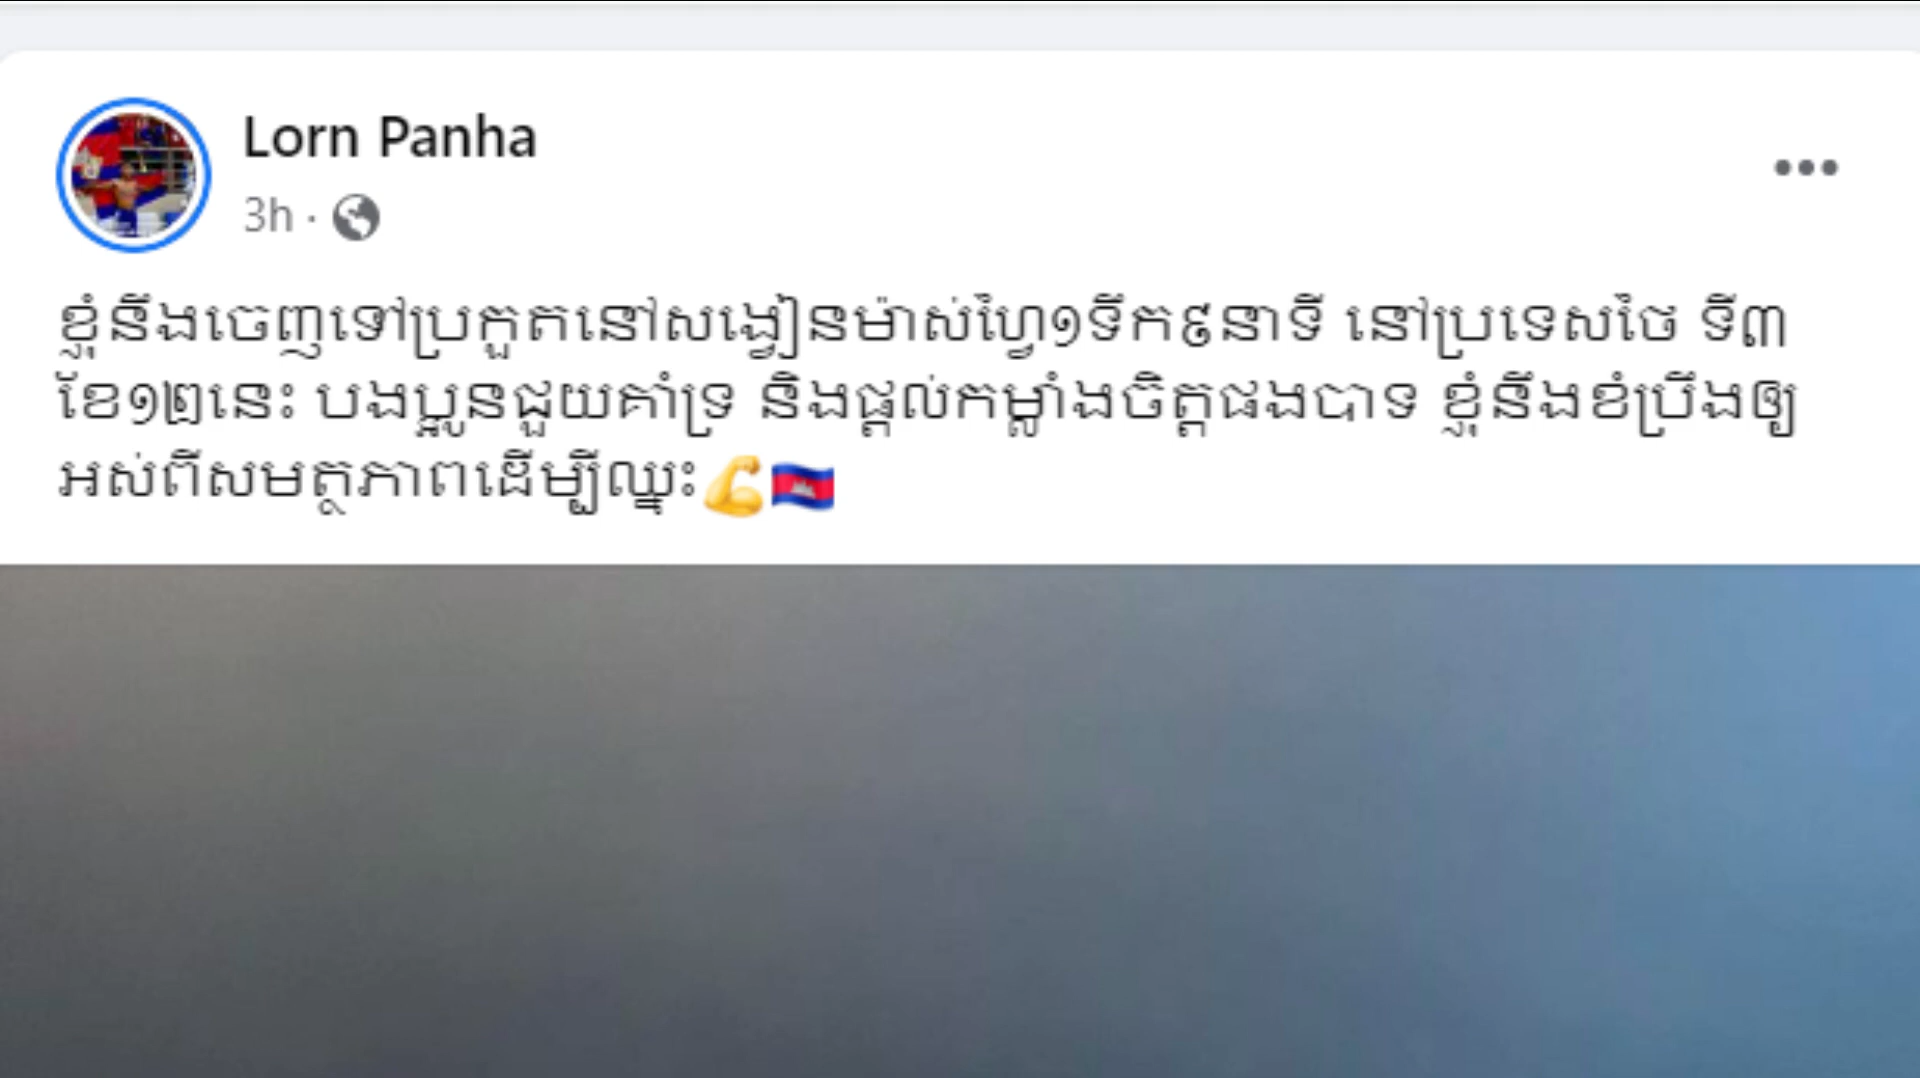 Lorn Panha
3h ·
ខ្ញុំនឹងចេញទៅប្រកួតនៅសង្វៀនម៉ាស់ហ្វៃ១ទឹក៩នាទី នៅប្រទេសថៃ ទី៣
ខែ១២នេះ បងប្អូនជួយគាំទ្រ និងផ្ដល់កម្លាំងចិត្តផងបាទ ខ្ញុំនឹងខំប្រឹងឲ្យ
អស់ពីសមត្ថភាពដើម្បីឈ្នះ💪🇰🇭